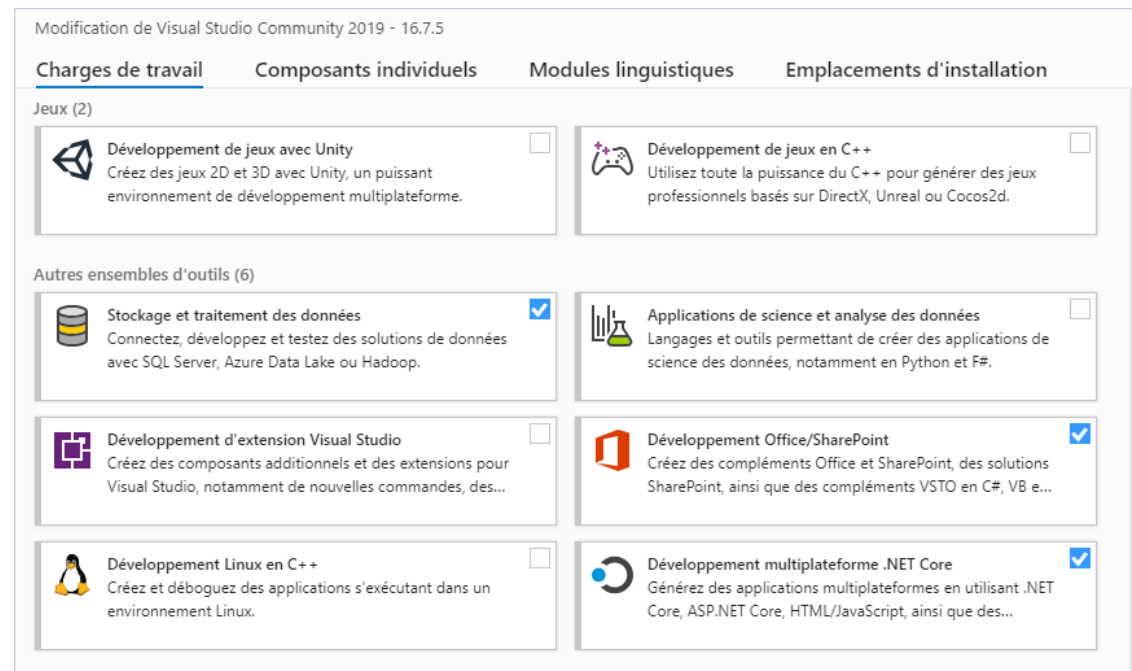 Modification de Visual Studio Community 2019 - 16.7.5
Charges de travail Composants individuels Modules linguistiques Emplacements d'installation
Jeux (2)
Développement de jeux avec Unity
Créez des jeux 2D et 3D avec Unity, un puissant
environnement de développement multiplateforme.
Développement de jeux en C++
Utilisez toute la puissance du C++ pour générer des jeux
professionnels basés sur DirectX, Unreal ou Cocos2d.
Autres ensembles d'outils (6)
Stockage et traitement des données
Connectez, développez et testez des solutions de données
avec SQL Server, Azure Data Lake ou Hadoop.
Applications de science et analyse des données
Langages et outils permettant de créer des applications de
science des données, notamment en Python et F#.
Développement d'extension Visual Studio
Créez des composants additionnels et des extensions pour
Visual Studio, notamment de nouvelles commandes, des...
Développement Office/SharePoint
Créez des compléments Office et SharePoint, des solutions
SharePoint, ainsi que des compléments VSTO en C#, VB e...
Développement Linux en C++
Créez et déboguez des applications s'exécutant dans un
environnement Linux.
Développement multiplateforme .NET Core
Générez des applications multiplateformes en utilisant .NET
Core, ASP.NET Core, HTML/JavaScript, ainsi que des...